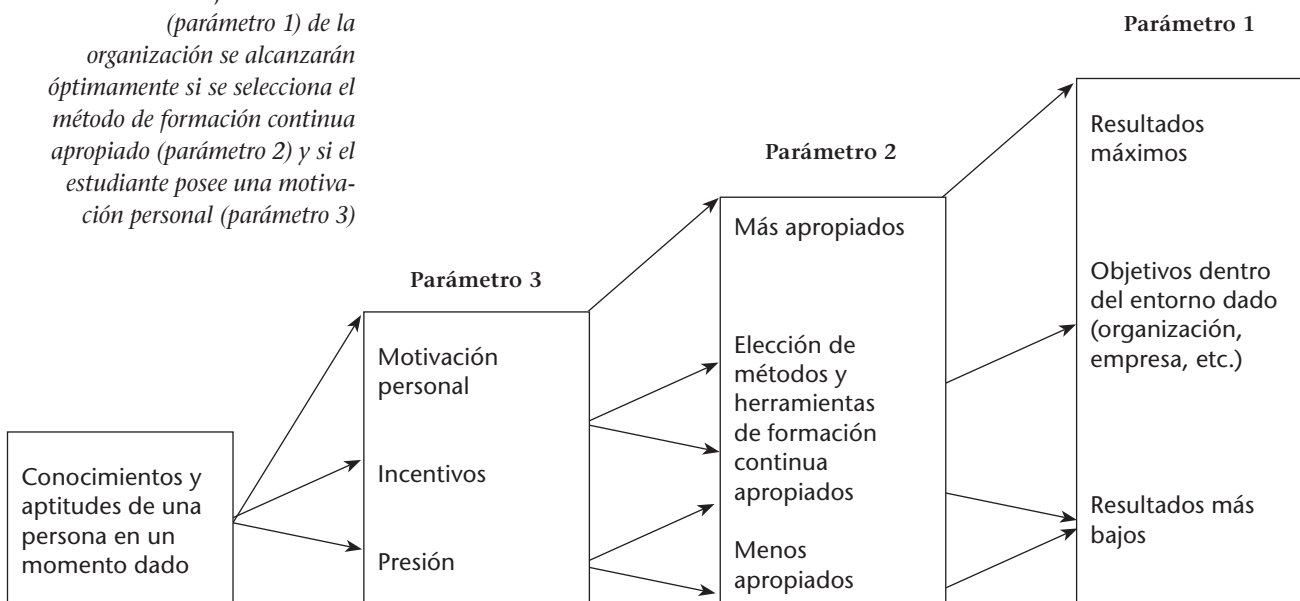 (parámetro 1) de la
organización se alcanzarán
óptimamente si se selecciona el
método de formación continua
apropiado (parámetro 2) y si el
estudiante posee una motiva-
ción personal (parámetro 3)
Parámetro 1
Resultados
máximos
Objetivos dentro
del entorno dado
(organización,
empresa, etc.)
Resultados más
bajos
Parámetro 2
Más apropiados
Elección de
métodos y
herramientas
de formación
continua
apropiados
Menos
apropiados
Parámetro 3
Motivación
personal
Incentivos
Presión
Conocimientos y
aptitudes de una
persona en un
momento dado